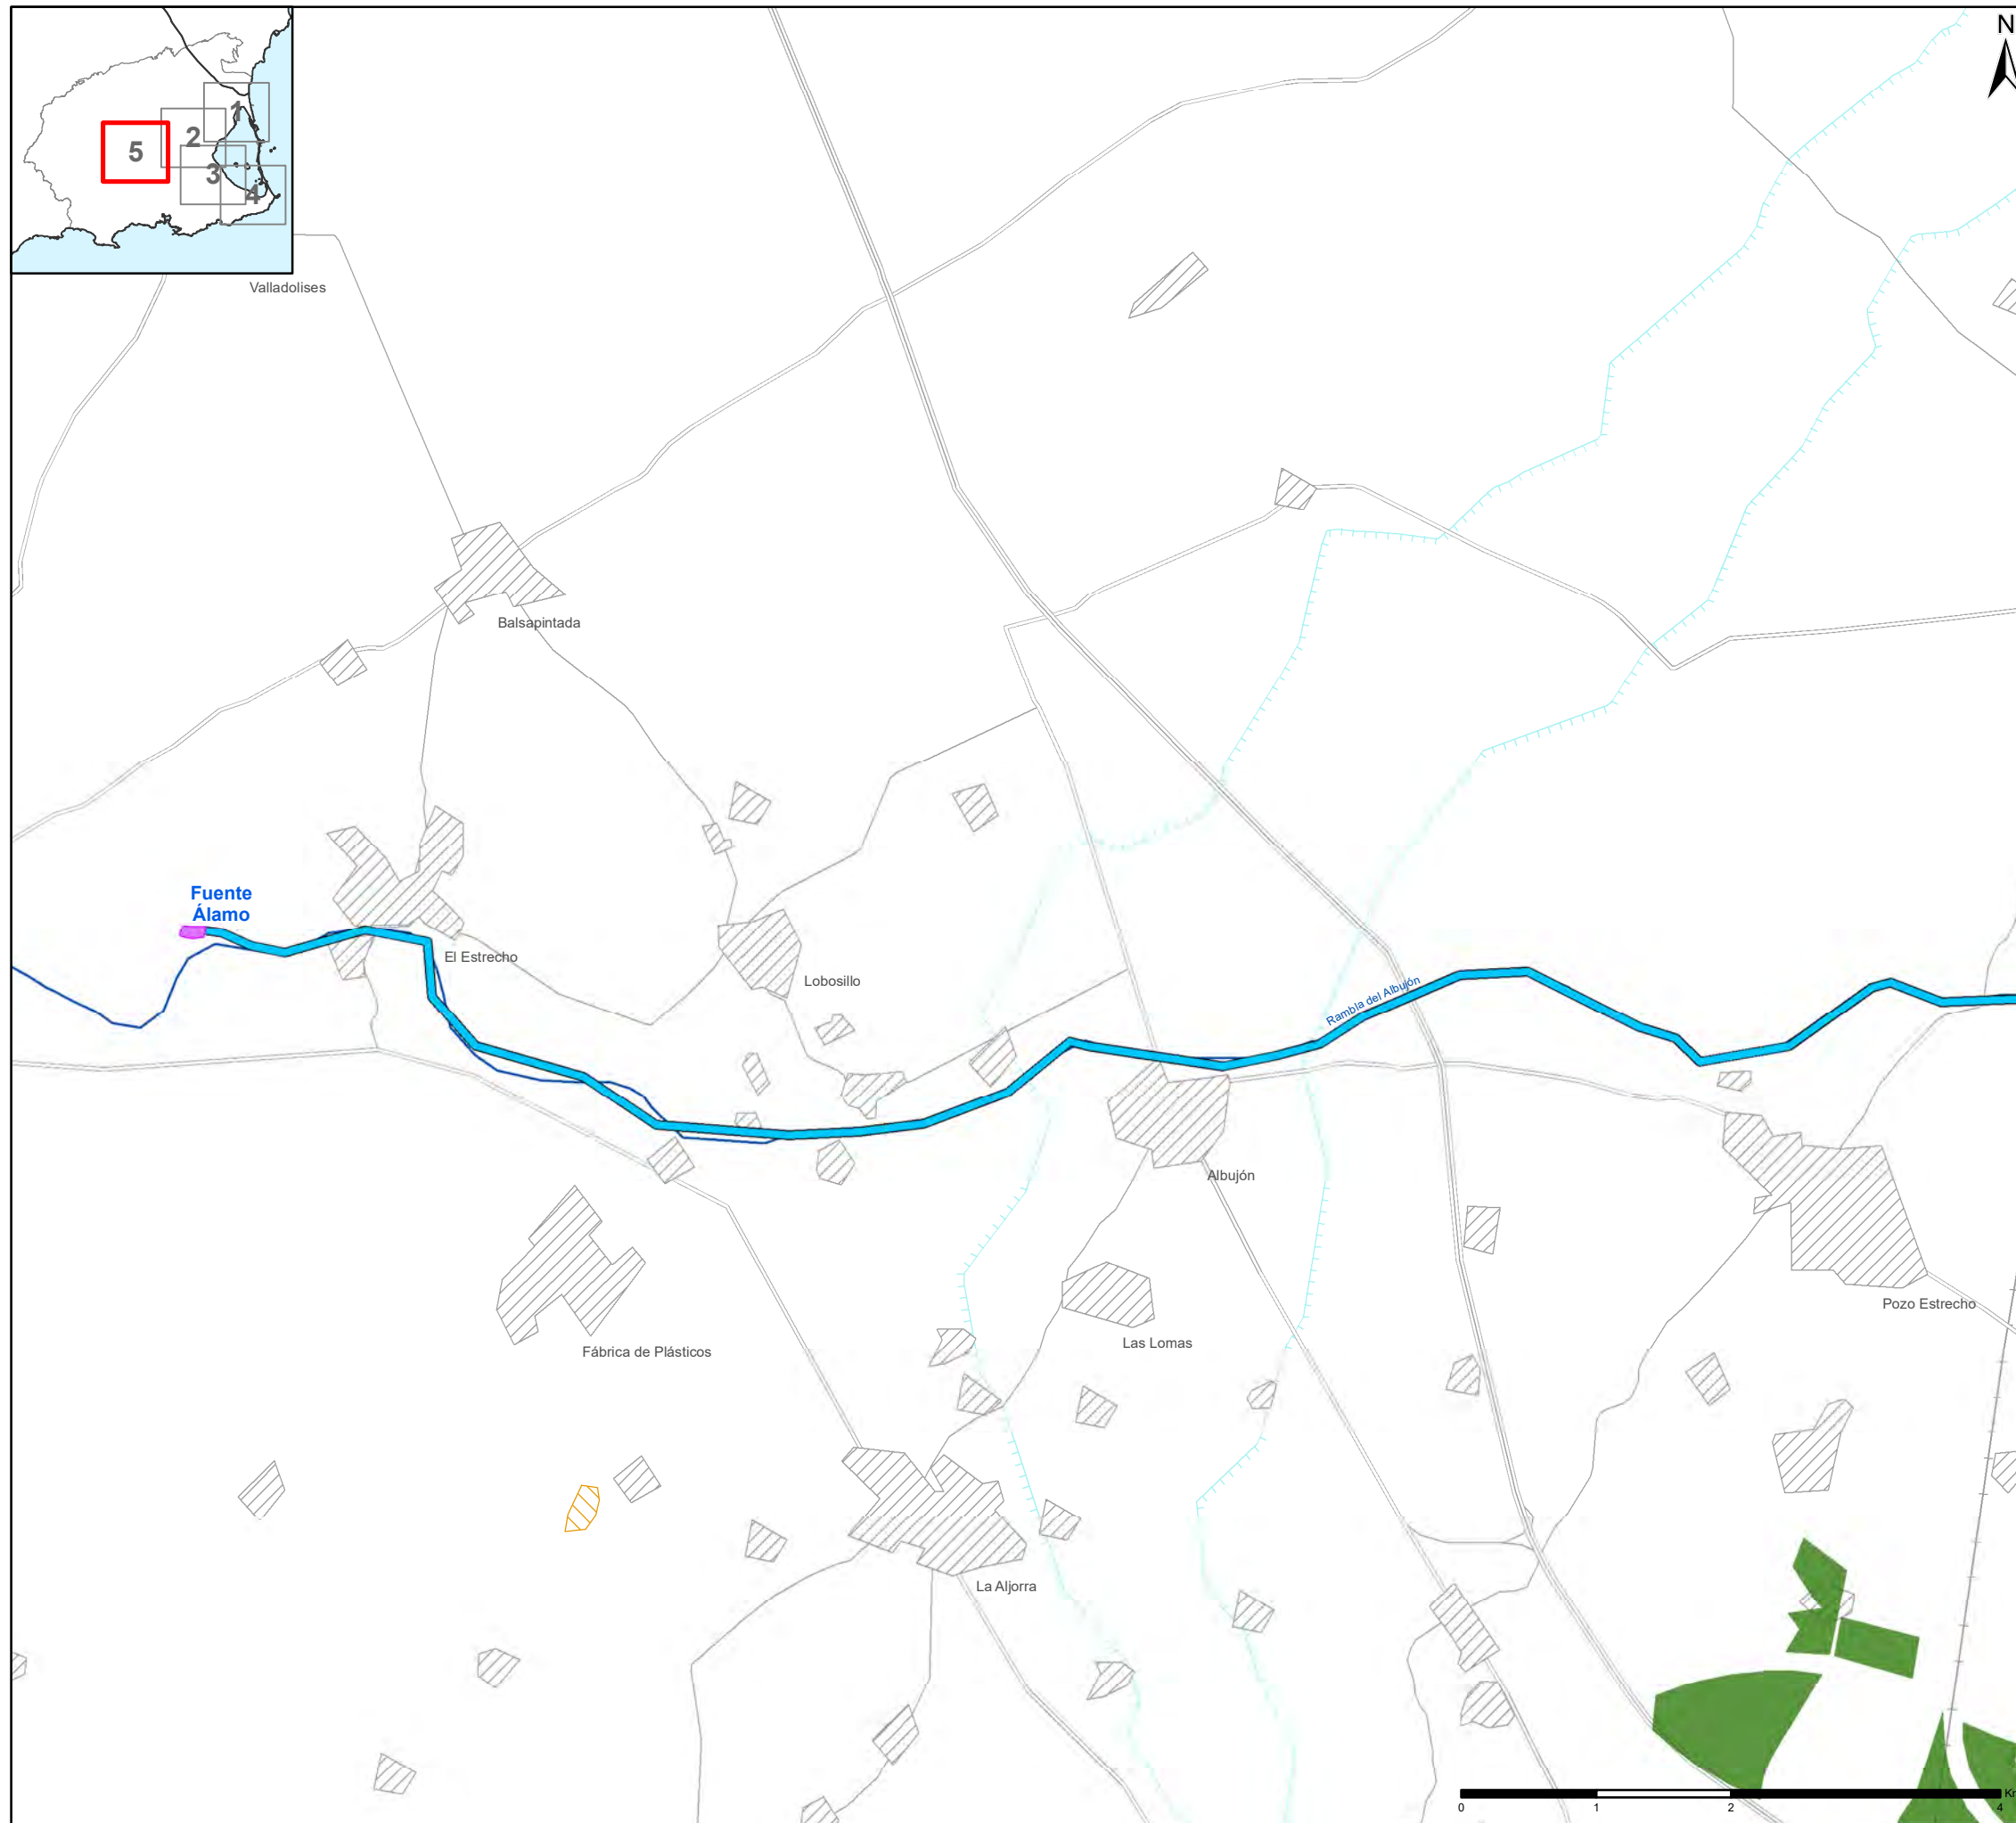 N
1
2
5
3
4
Valladolises
Balsapintada
Fuente
Álamo
El Estrecho
Lobosillo
Rambla del Albujón
Albujón
Pozo Estrecho
Las Lomas
Fábrica de Plásticos
La Aljorra
0
1
2
4